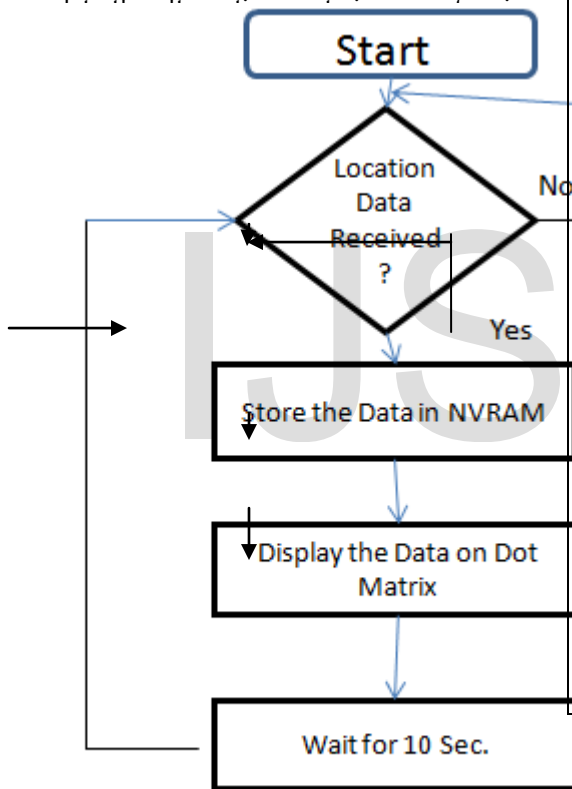 Start
Location
Data
Received
?
No
Yes
Store the Data in NVRAM
Display the Data on Dot
Matrix
Wait for 10 Sec.
IJS